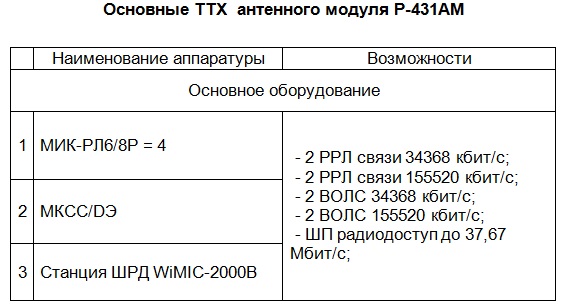 Основные ТТХ антенного модуля Р-431АМ
Наименование аппаратуры
Возможности
Основное оборудование
1 МИК-РЛ6/8Р = 4
2 МКСС/DЭ
3 Станция ШРД WiMIC-2000В
- 2 РРЛ связи 34368 кбит/с;
- 2 РРЛ связи 155520 кбит/с;
- 2 ВОЛС 34368 кбит/с;
- 2 ВОЛС 155520 кбит/с;
- ШП радиодоступ до 37,67
Мбит/с;